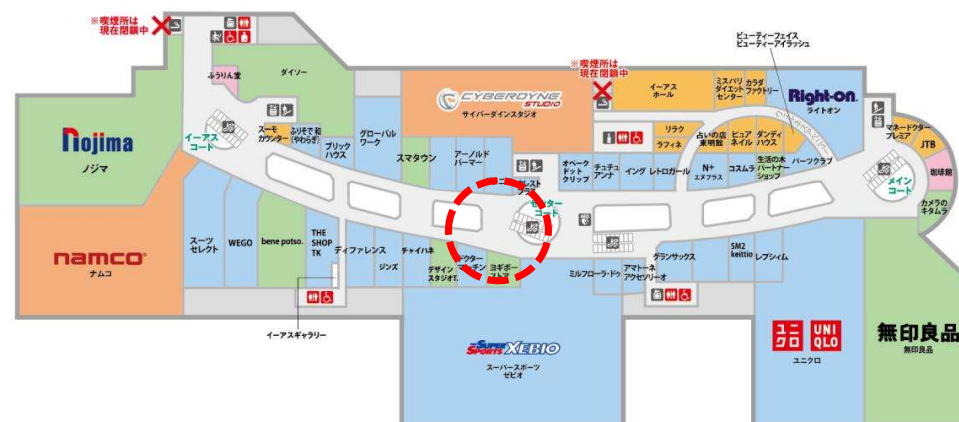 ※喫煙所は
現在閉鎖中
ふうりん堂
ダイソー
nojima
ノジマ
イーアス
コート
スーモ
カウンター
ふりそで 和
(やわらぎ)
ブリック
ハウス
グローバル
ワーク
スマタウン
アーノルド
パーマー
CYBERDYNE
STUDIO
サイバーダインスタジオ
※喫煙所は
現在閉鎖中
イーアス
ホール
ミスパリ
ダイエット
センター
カラダ
ファクトリー
ビューティーフェイス
ビューティーアイラッシュ
Right-on.
ライトオン
リラク
ラフィネ
占いの店
東明館
ピュア
ネイル
ダンディ
ハウス
マネードクター
プレミア
JTB
珈琲館
カメラの
キタムラ
メイン
コート
オペーク
ドット
クリップ
チュチュ
アンナ
イング
レトロガール
N+
エヌプラス
コスムラ
生活の木
パートナー
ショップ
パーツクラブ
センター
コート
namco
ナムコ
スーツ
セレクト
WEGO
bene potso.
THE
SHOP
TK
ディファレンス
ジンズ
チャイハネ
デザイン
スタジオT.
ドクター
マーチン
ヨギボー
ストア
ミルフローラ・ドゥ
アマトーネ
アクセソリーオ
グランサックス
SM2
keittio
レプシィム
イーアスギャラリー
SUPER
SPORTS XEBIO
スーパースポーツ
ゼビオ
ユニ
クロ
UNI
QLO
ユニクロ
無印良品
無印良品